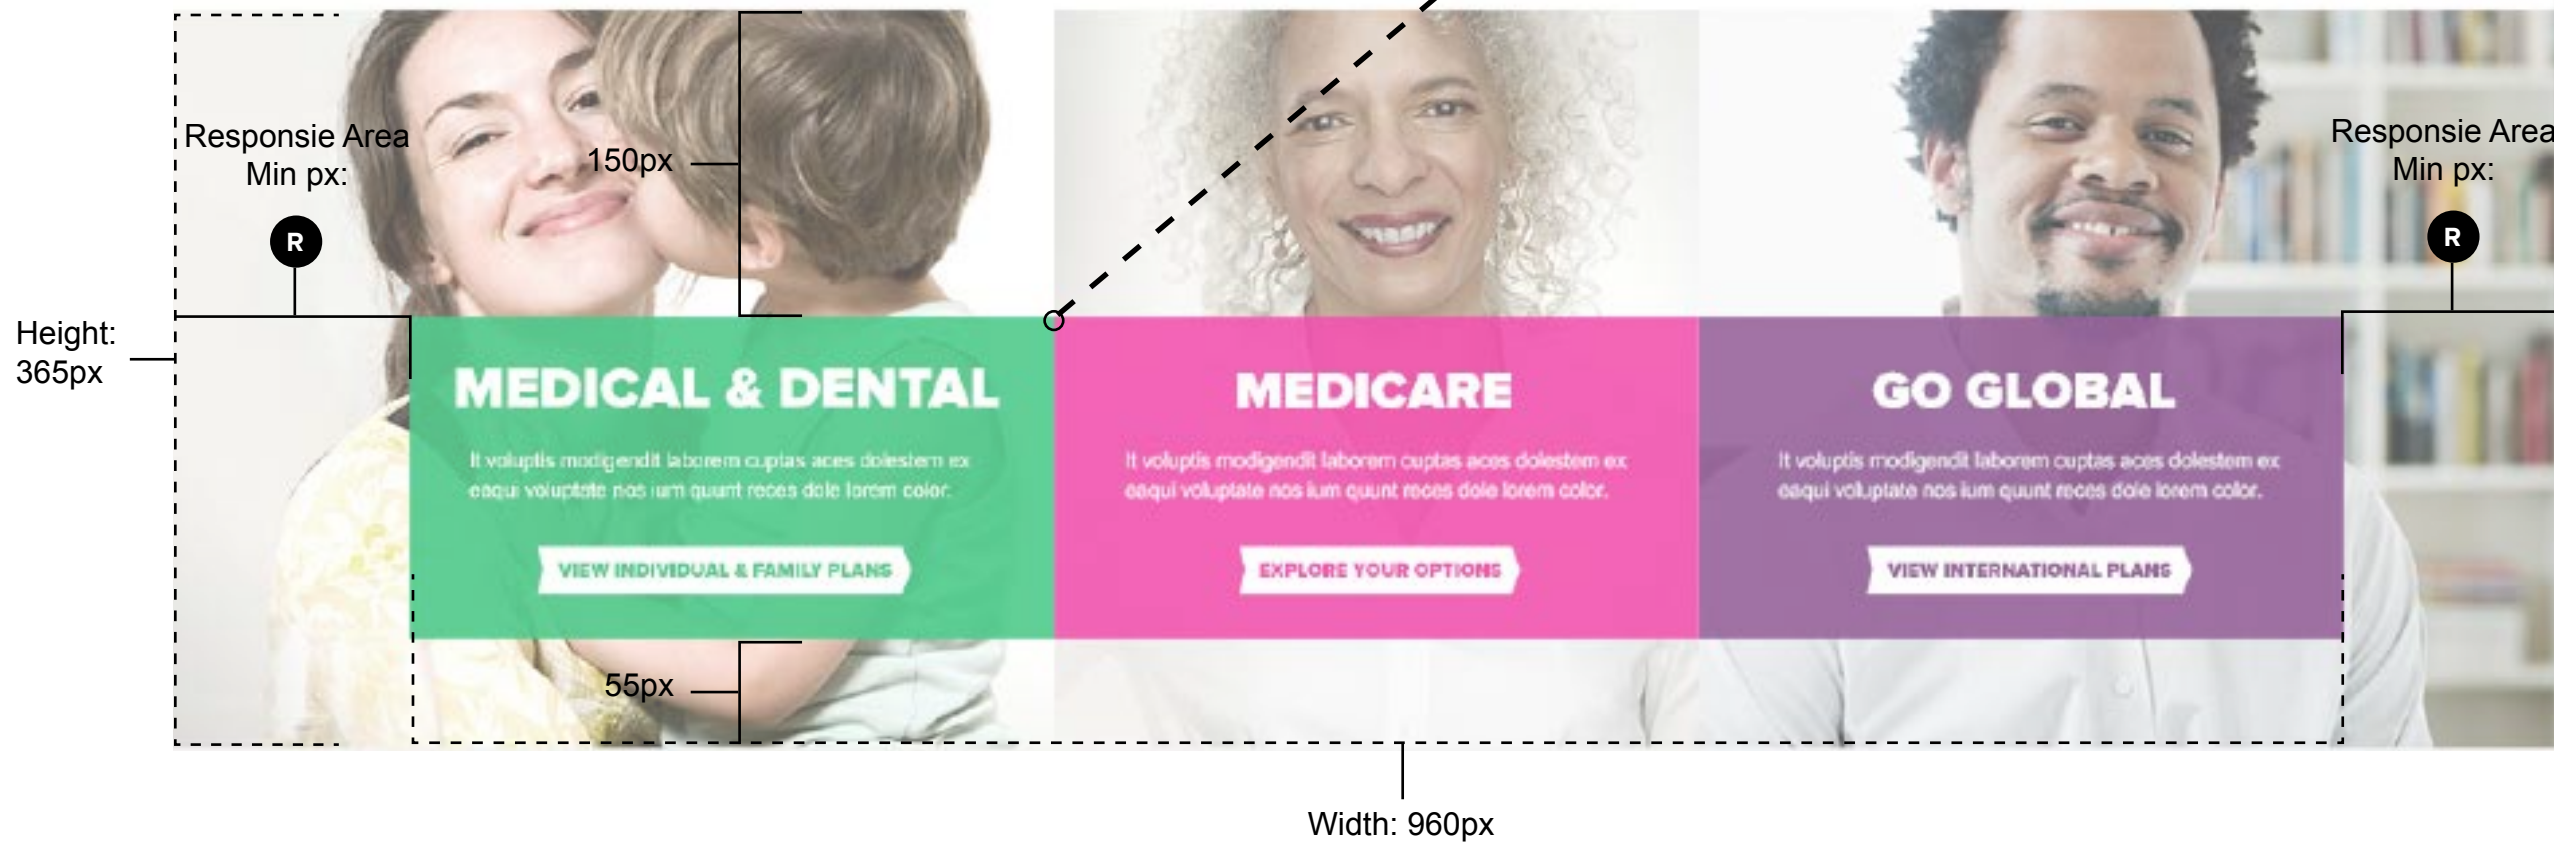 Responsie Area
Min px:
R
150px
Responsie Area
Min px:
R
Height:
365px
MEDICAL & DENTAL
It voluptis modigendit laborem cuptas aces dolestem ex
eaqui voluptate nos ium quunt reces dole lorem color.
VIEW INDIVIDUAL & FAMILY PLANS
MEDICARE
It voluptis modigendit laborem cuptas aces dolestem ex
eaqui voluptate nos ium quunt reces dole lorem color.
EXPLORE YOUR OPTIONS
GO GLOBAL
It voluptis modigendit laborem cuptas aces dolestem ex
eaqui voluptate nos ium quunt reces dole lorem color.
VIEW INTERNATIONAL PLANS
55px
Width: 960px